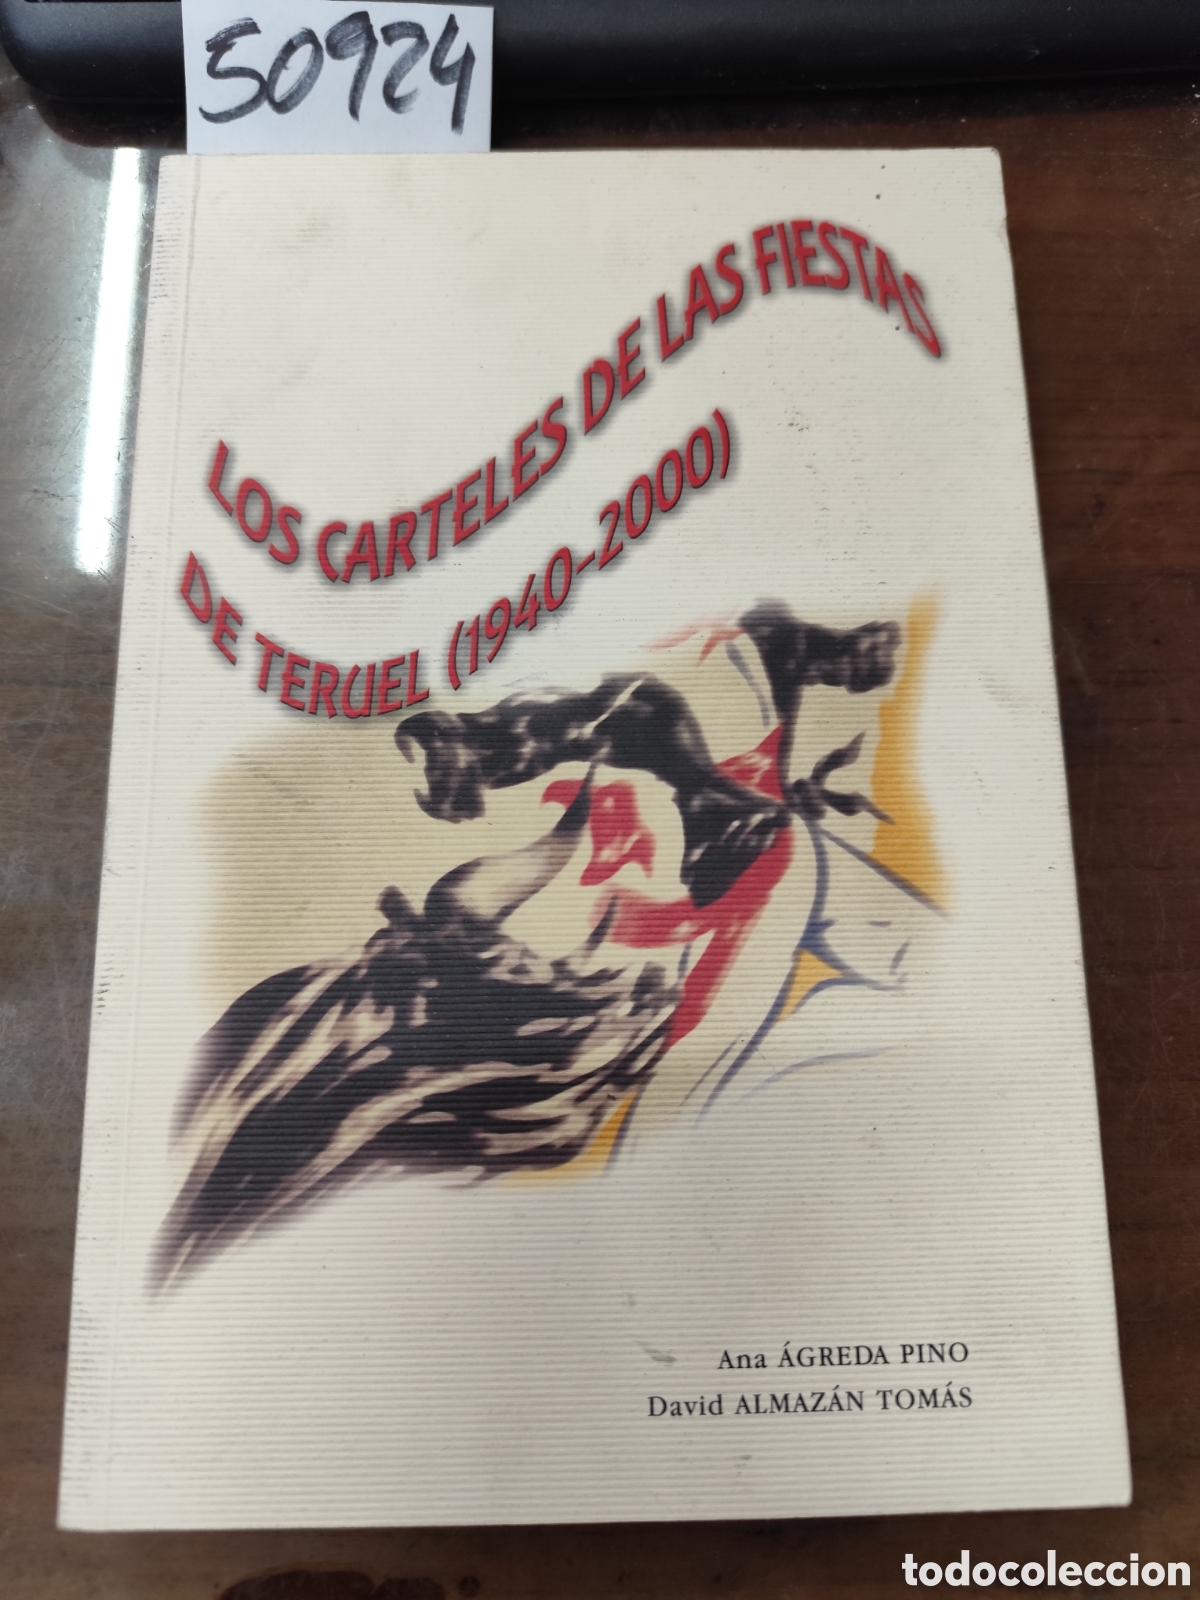 50924
LOS CARTELES DE LAS FIESTAS
DE TERUEL (1940-2000)
Ana ÁGREDA PINO
David ALMAZÁN TOMÁS
todocoleccion